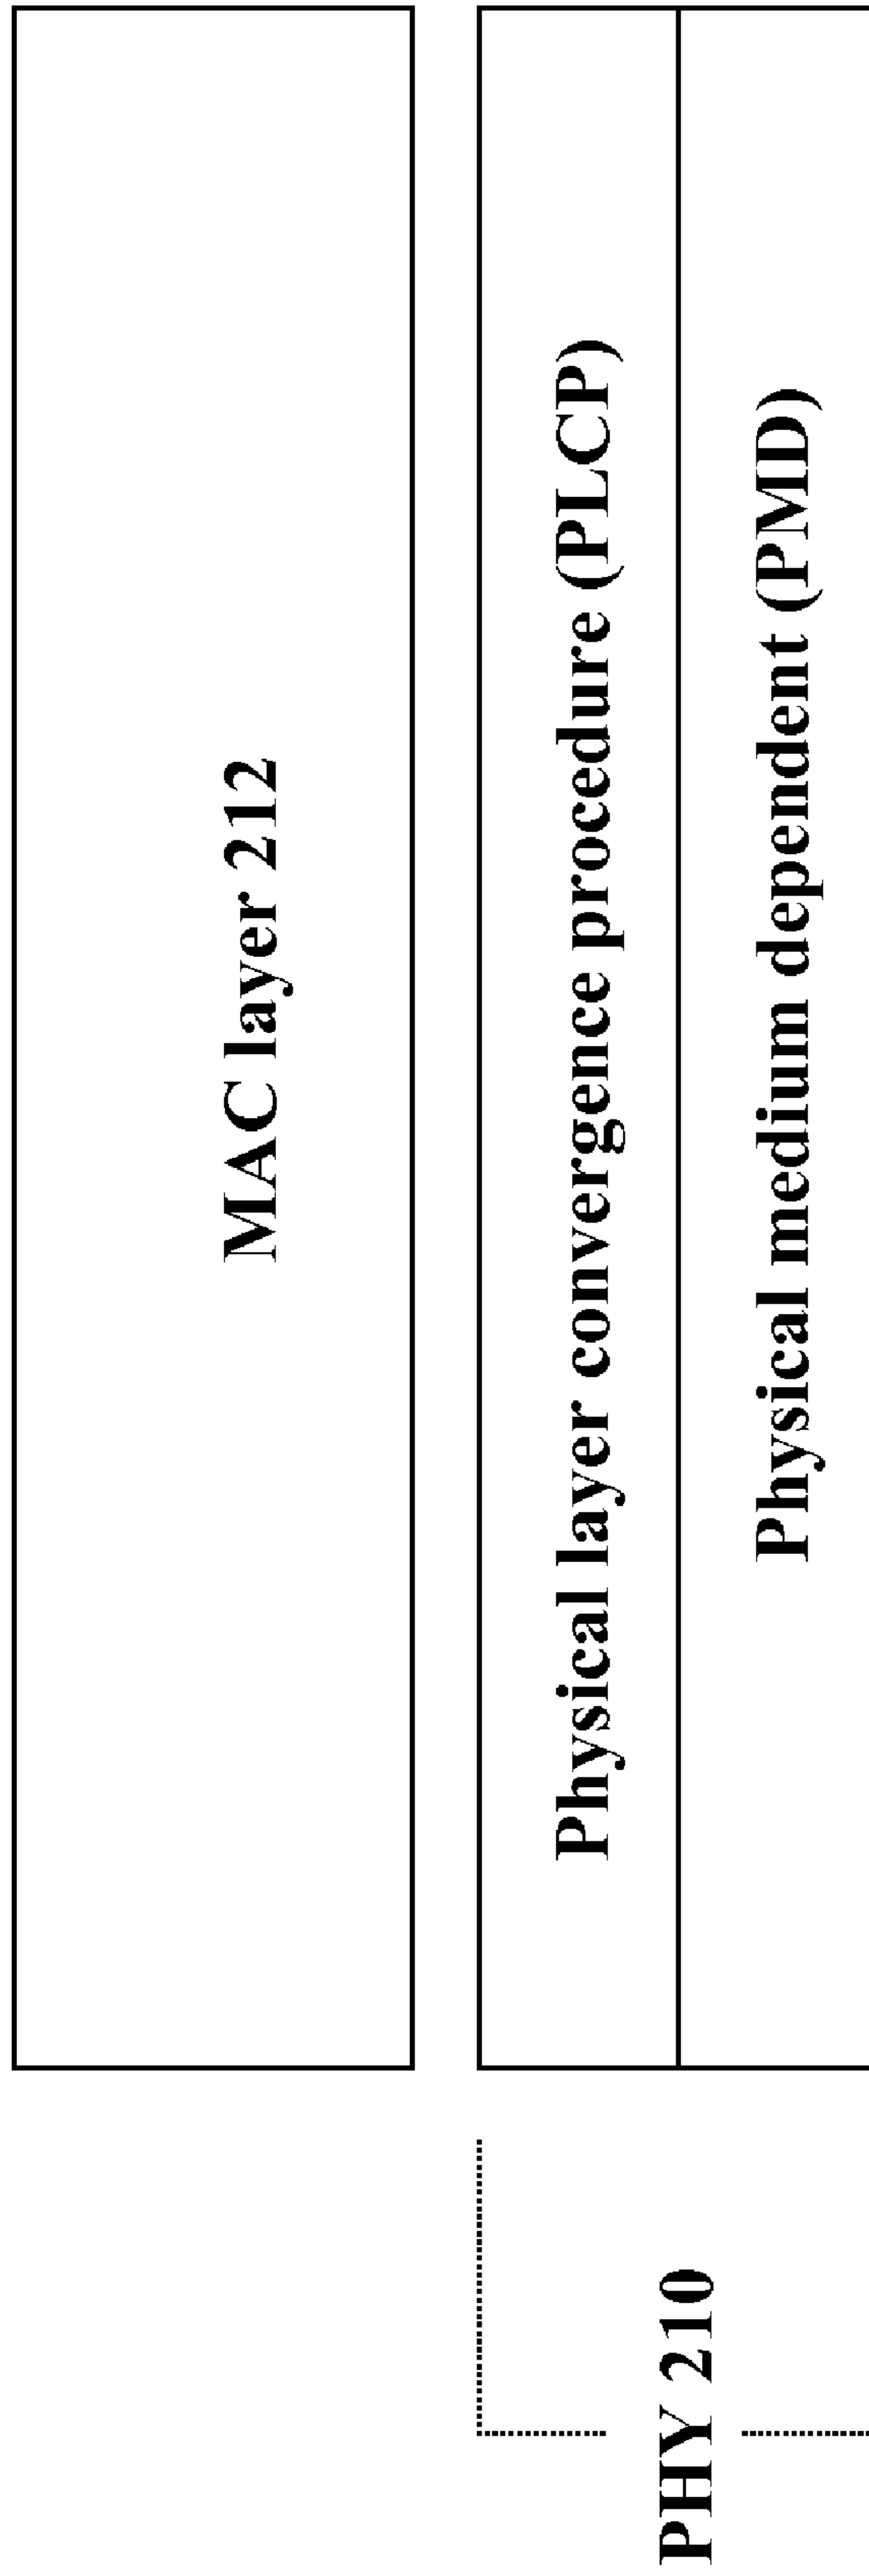 MAC layer 212
Physical layer convergence procedure (PLCP)
Physical medium dependent (PMD)
PHY 210